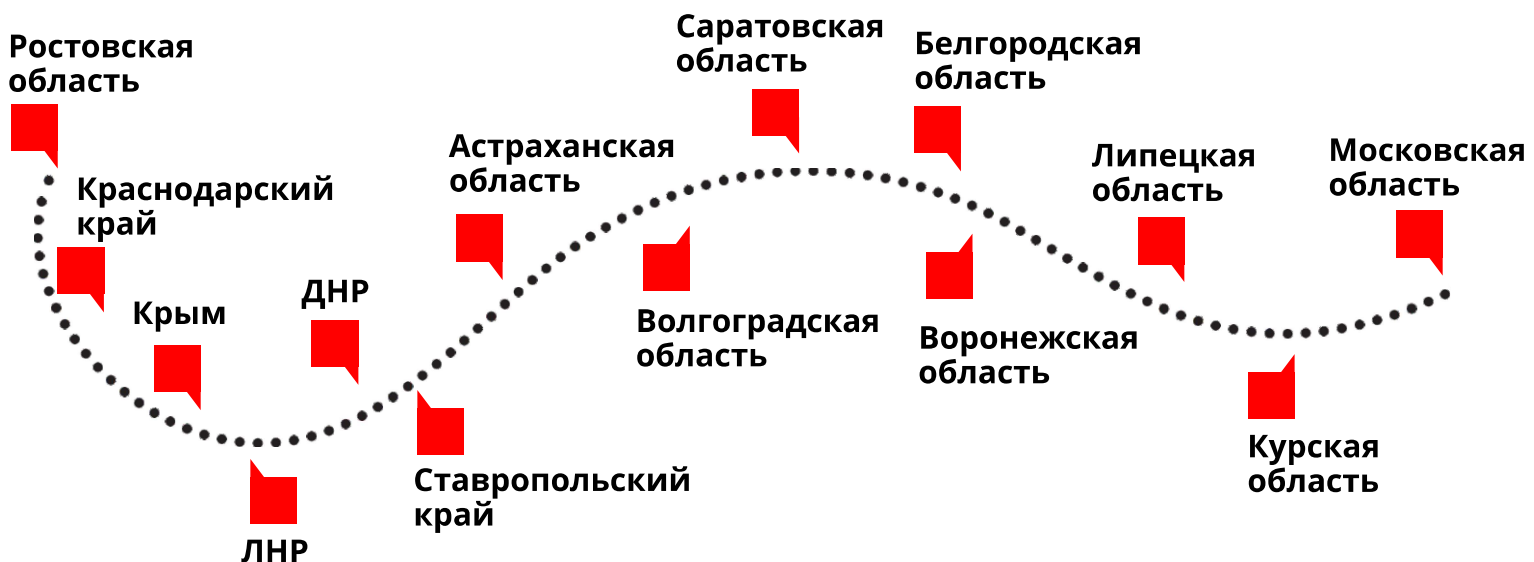 Ростовская
область
Краснодарский
край
Крым
ЛНР
ДНР
Ставропольский
край
Астраханская
область
Волгоградская
область
Саратовская
область
Белгородская
область
Воронежская
область
Липецкая
область
Курская
область
Московская
область